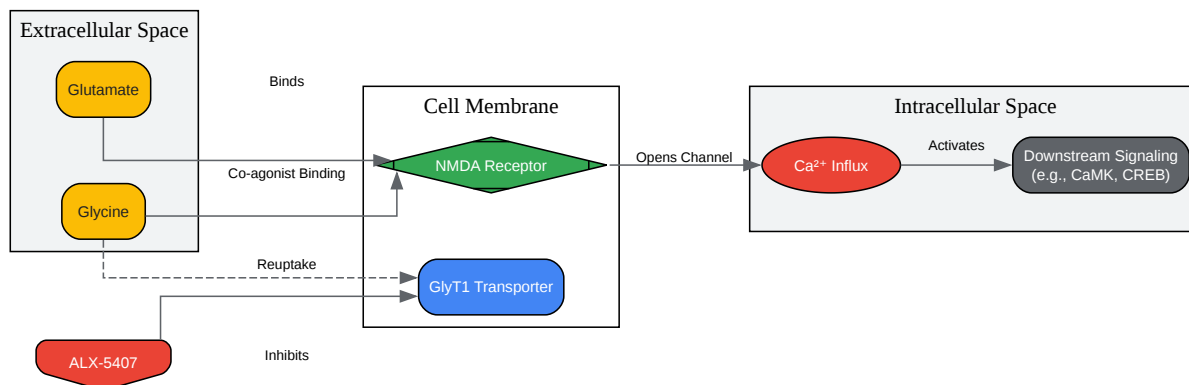 Extracellular Space
Glutamate
Binds
Cell Membrane
Intracellular Space
NMDA Receptor
Opens Channel
Ca²⁺ Influx
Activates
Downstream Signaling
(e.g., CaMK, CREB)
Co-agonist Binding
Glycine
Reuptake
GlyT1 Transporter
Inhibits
ALX-5407